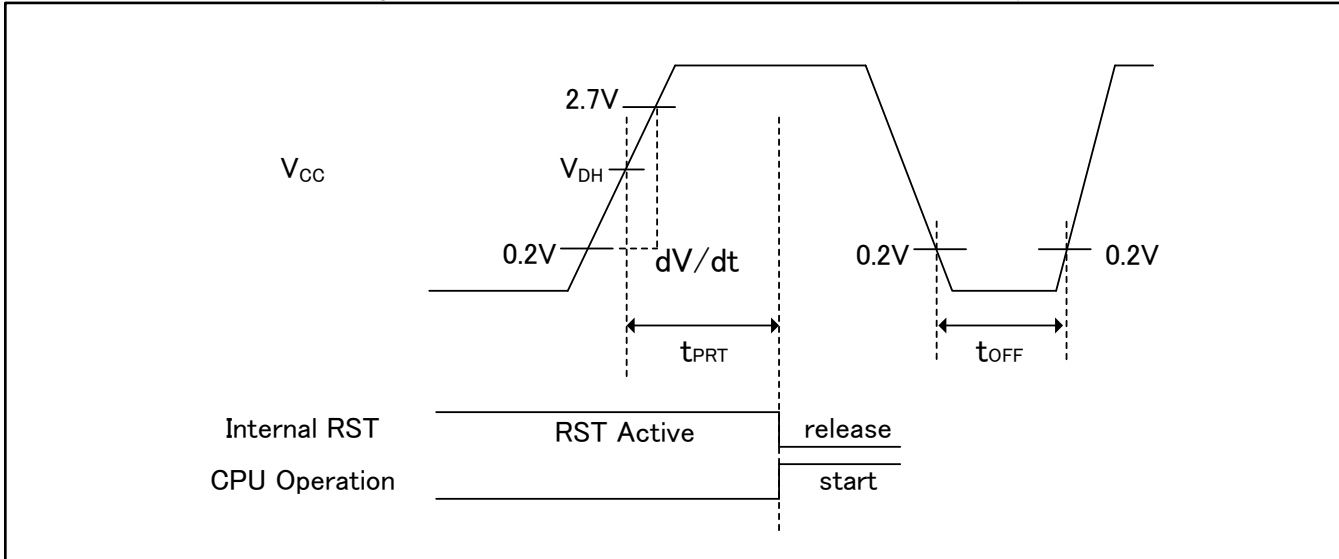 2.7V
VCC
VDH
0.2V
dV/dt
0.2V
0.2V
tPRT
tOFF
Internal RST
RST Active
release
CPU Operation
start